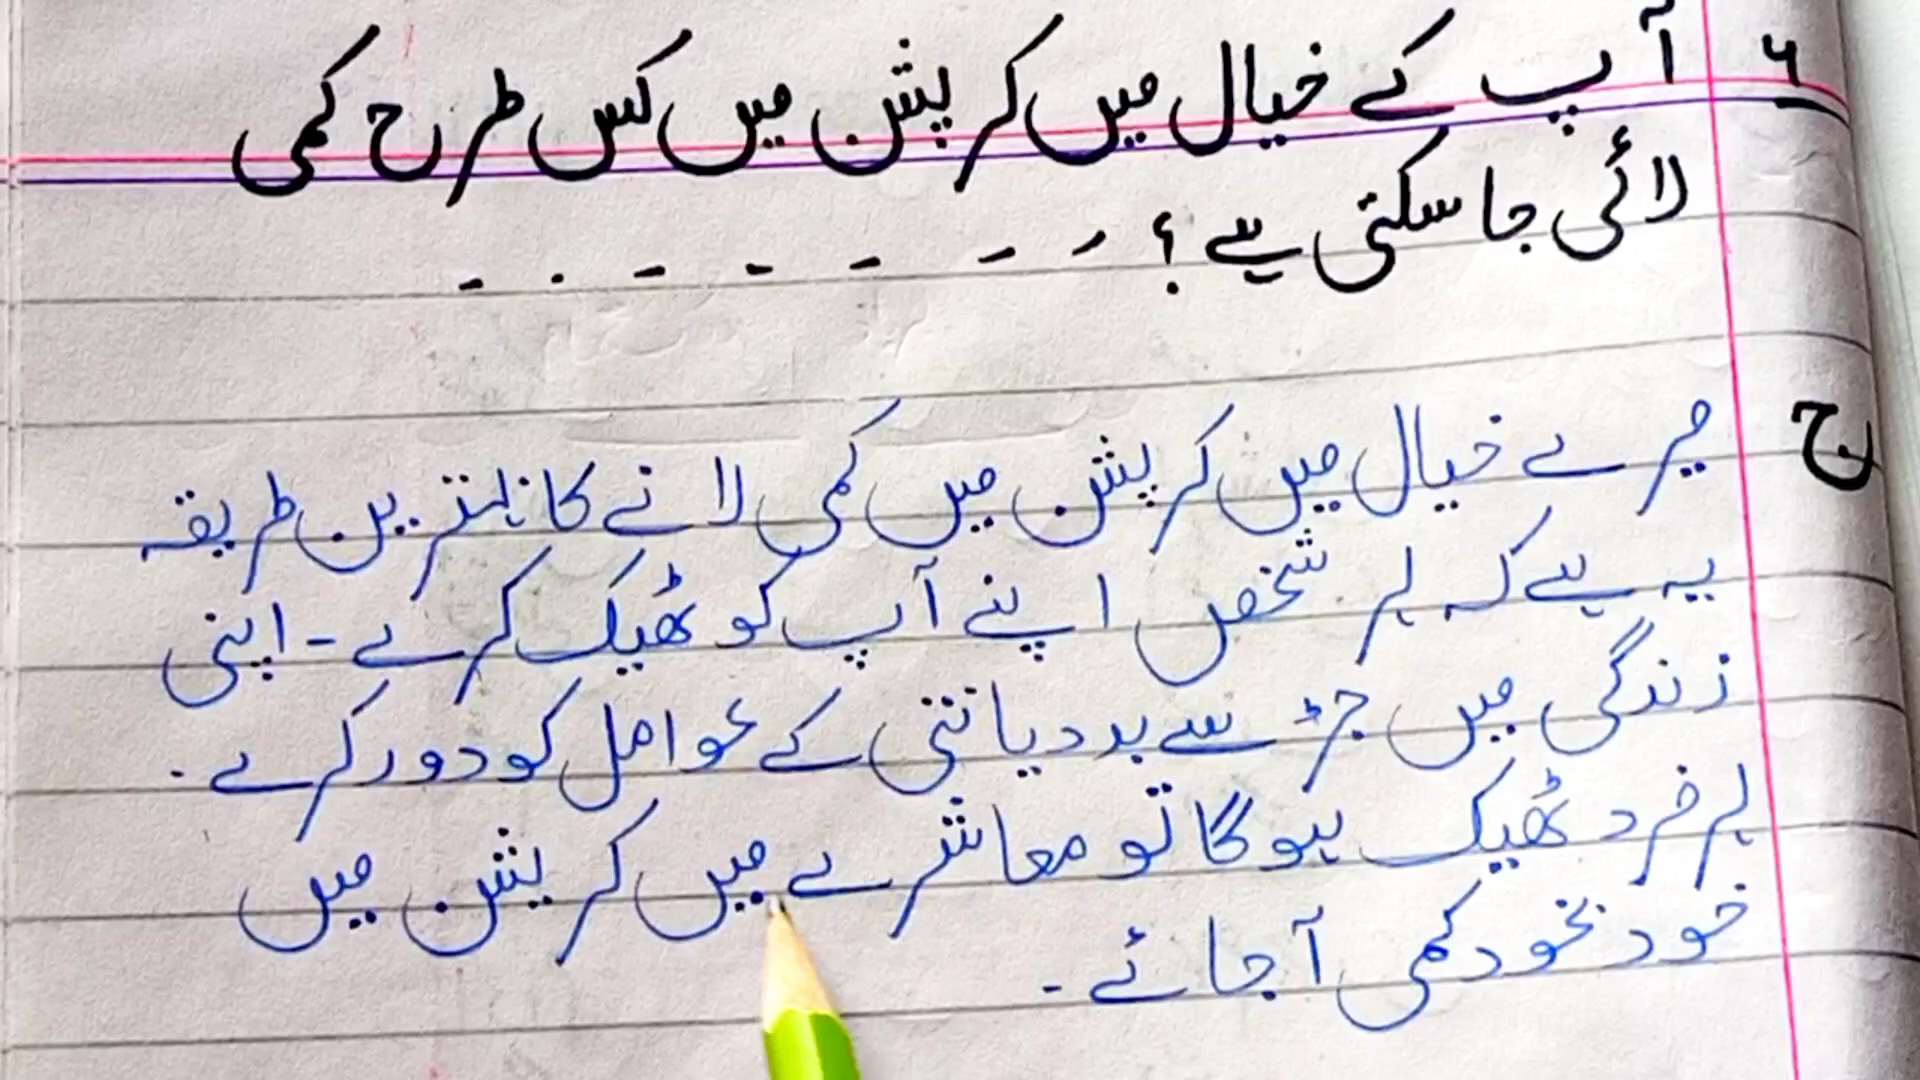 ۶ آپ کے خیال میں کرپشن میں کس طرح کمی
لائی جا سکتی ہے؟ - - - - - - - -
ج میرے خیال میں کرپشن میں کمی لانے کا بہترین طریقہ
یہ ہے کہ ہر شخص اپنے آپ کو ٹھیک کرے - اپنی
زندگی میں جڑ سے بددیانتی کے عوامل کو دور کرے -
ہر فرد ٹھیک ہوگا تو معاشرے میں کرپشن میں
خود بخود کمی آجائے -